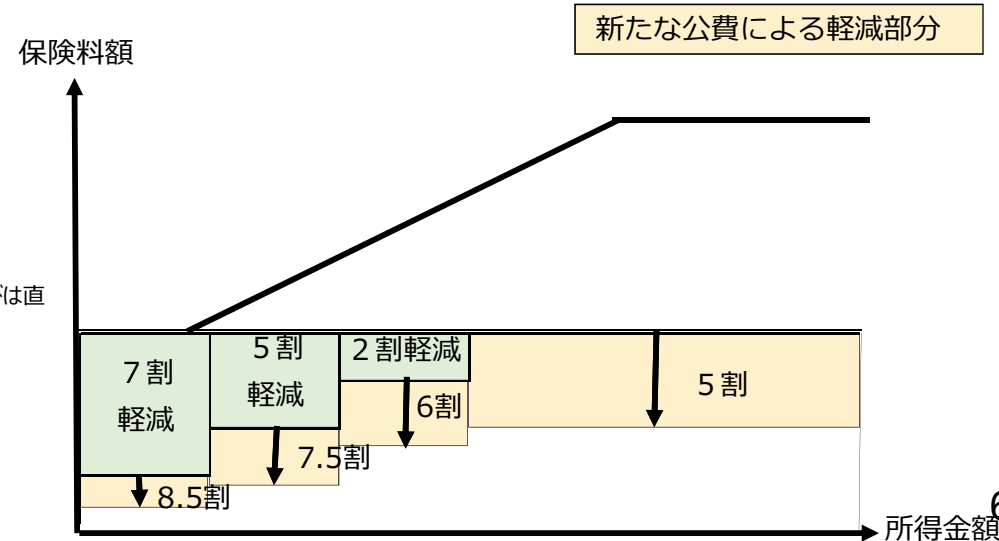 新たな公費による軽減部分
保険料額
は直
７割
軽減
５割
軽減
２割軽減
6割
５割
7.5割
8.5割
6
所得金額